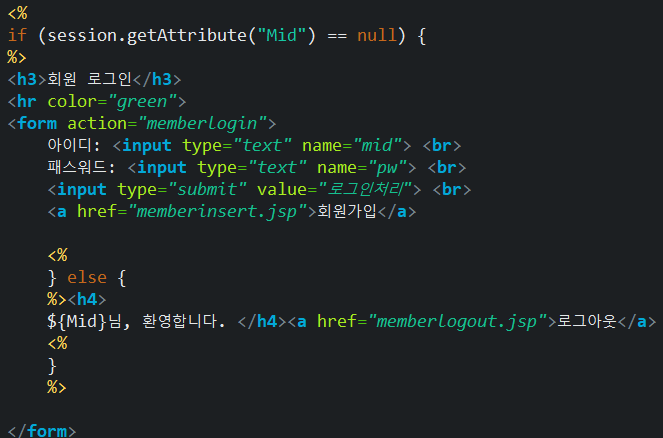 <%
if (session.getAttribute("Mid") == null) {
%>
<h3>회원 로그인</h3>
<hr color="green">
<form action="memberlogin">
    아이디: <input type="text" name="mid"> <br>
    패스워드: <input type="text" name="pw"> <br>
    <input type="submit" value="로그인처리"> <br>
    <a href="memberinsert.jsp">회원가입</a>

    <%
    } else {
    %><h4>
    ${Mid}님, 환영합니다. </h4><a href="memberlogout.jsp">로그아웃</a>
    <%
    }
    %>

</form>